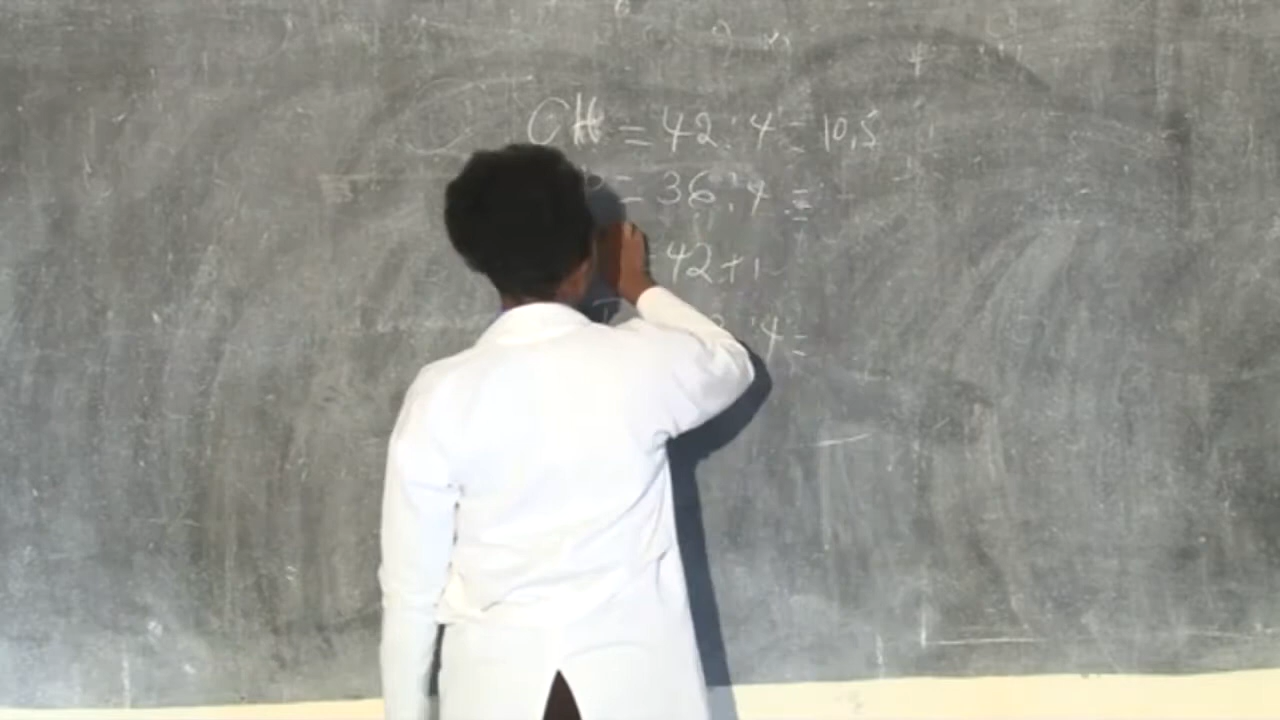 CH = 42 : 4 = 10,5
= 36 : 4 =
= 42 + 1
: 4 =